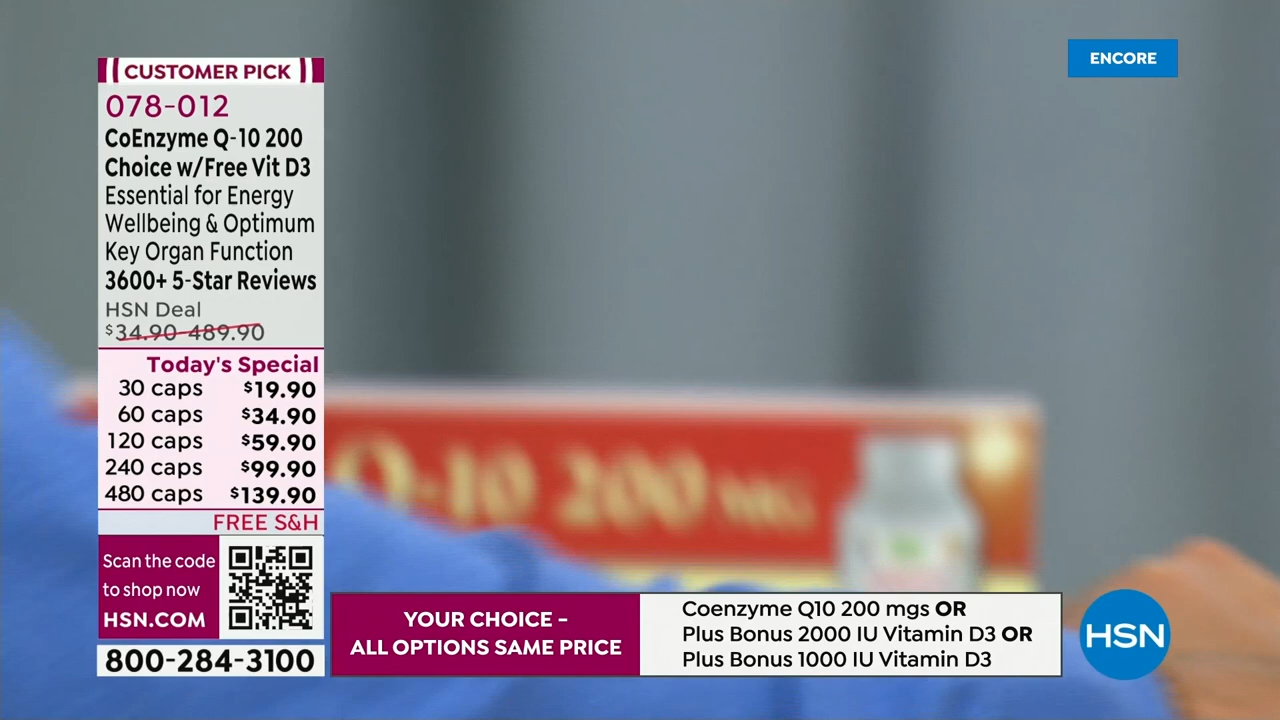 CUSTOMER PICK
078-012
CoEnzyme Q-10 200
Choice w/Free Vit D3
Essential for Energy
Wellbeing & Optimum
Key Organ Function
3600+ 5-Star Reviews
HSN Deal
$34.90-489.90
Today's Special
30 caps $19.90
60 caps $34.90
120 caps $59.90
240 caps $99.90
480 caps $139.90
FREE S&H
Scan the code
to shop now
HSN.COM
800-284-3100
ENCORE
Q-10 200 MG
YOUR CHOICE -
ALL OPTIONS SAME PRICE
Coenzyme Q10 200 mgs OR
Plus Bonus 2000 IU Vitamin D3 OR
Plus Bonus 1000 IU Vitamin D3
HSN